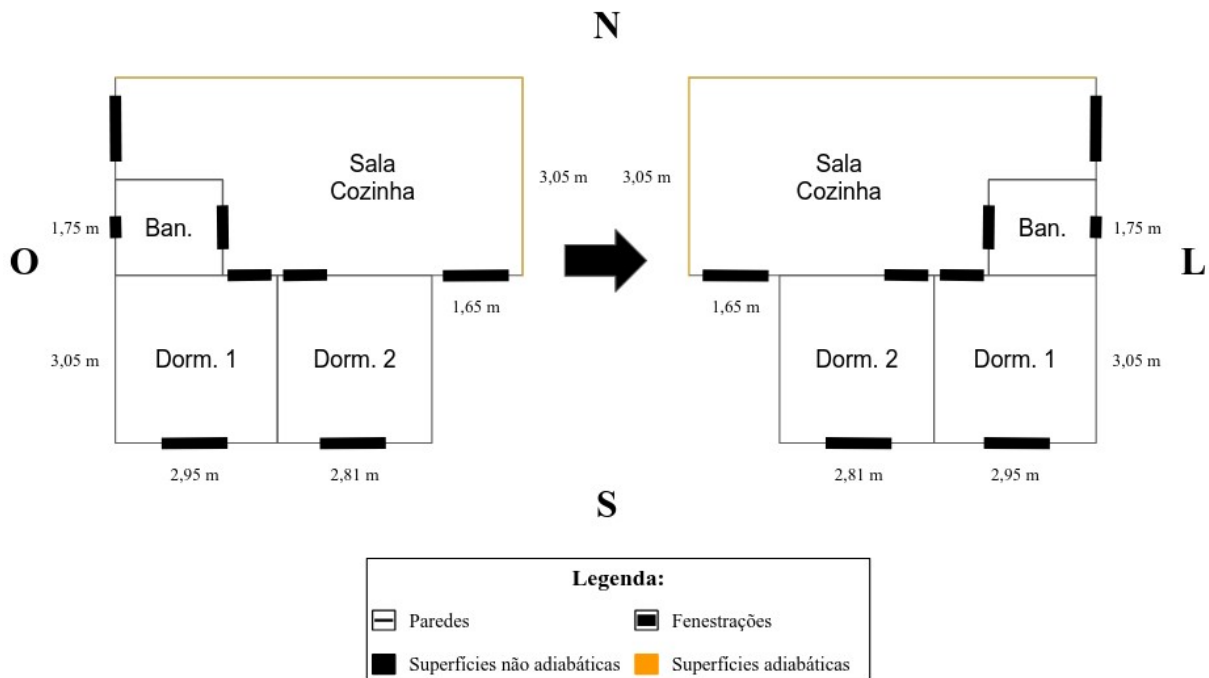 N
Sala
Cozinha
3,05 m
3,05 m
Sala
Cozinha
1,75 m
Ban.
Ban.
1,75 m
O
L
1,65 m
1,65 m
3,05 m
Dorm. 1
Dorm. 2
Dorm. 2
Dorm. 1
3,05 m
2,95 m
2,81 m
2,81 m
2,95 m
S
Legenda:
Paredes
Fenestrações
Superfícies não adiabáticas
Superfícies adiabáticas